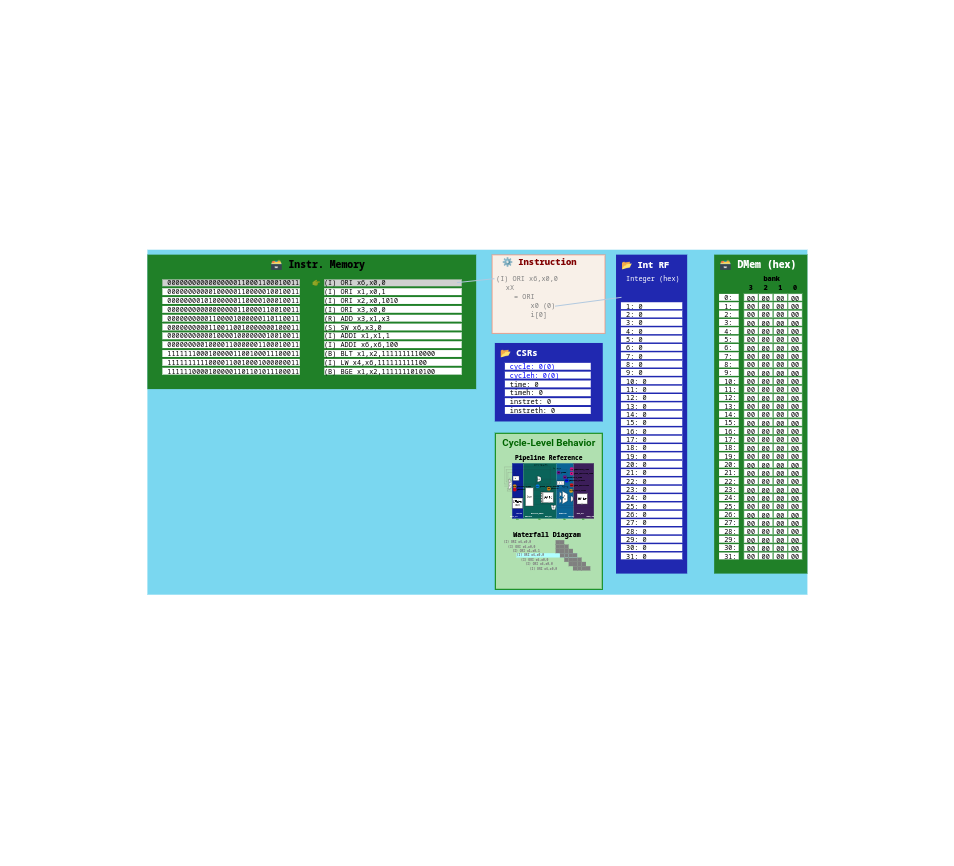 Instr. Memory
(I) ORI x6,x0,0
(I) ORI x1,x0,1
(I) ORI x2,x0,1010
(I) ORI x3,x0,0
(R) ADD x3,x1,x3
(S) SW x6,x3,0
(I) ADDI x1,x1,1
(I) ADDI x6,x6,100
(B) BLT x1,x2,1111111110000
(I) LW x4,x6,111111111100
(B) BGE x1,x2,1111111010100
Instruction
(I) ORI x6,x0,0
xX
= ORI
x0 (0)
i[0]
CSRs
cycle: 0(0)
cycleh: 0(0)
time: 0
timeh: 0
instret: 0
instreth: 0
Cycle-Level Behavior
Pipeline Reference
Waterfall Diagram
Int RF
Integer (hex)
1: 0
2: 0
3: 0
4: 0
5: 0
6: 0
7: 0
8: 0
9: 0
10: 0
11: 0
12: 0
13: 0
14: 0
15: 0
16: 0
17: 0
18: 0
19: 0
20: 0
21: 0
22: 0
23: 0
24: 0
25: 0
26: 0
27: 0
28: 0
29: 0
30: 0
31: 0
DMem (hex)
bank
3 2 1 0
0: 00 00 00 00
1: 00 00 00 00
2: 00 00 00 00
3: 00 00 00 00
4: 00 00 00 00
5: 00 00 00 00
6: 00 00 00 00
7: 00 00 00 00
8: 00 00 00 00
9: 00 00 00 00
10: 00 00 00 00
11: 00 00 00 00
12: 00 00 00 00
13: 00 00 00 00
14: 00 00 00 00
15: 00 00 00 00
16: 00 00 00 00
17: 00 00 00 00
18: 00 00 00 00
19: 00 00 00 00
20: 00 00 00 00
21: 00 00 00 00
22: 00 00 00 00
23: 00 00 00 00
24: 00 00 00 00
25: 00 00 00 00
26: 00 00 00 00
27: 00 00 00 00
28: 00 00 00 00
29: 00 00 00 00
30: 00 00 00 00
31: 00 00 00 00